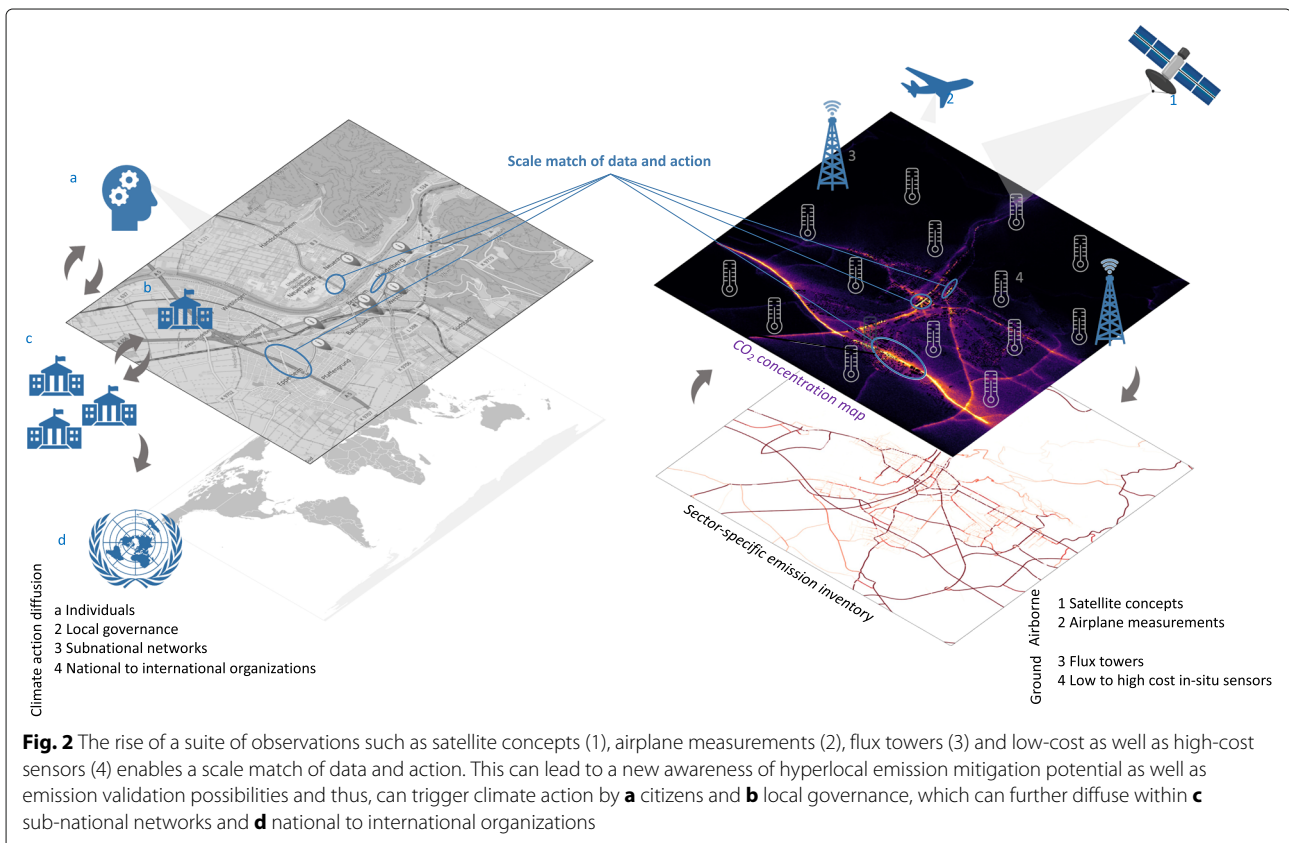 1
2
3
Scale match of data and action
a
b
4
c
CO₂ concentration map
d
Sector-specific emission inventory
Climate action diffusion
a Individuals
2 Local governance
3 Subnational networks
4 National to international organizations
Airborne
1 Satellite concepts
2 Airplane measurements
Ground
3 Flux towers
4 Low to high cost in-situ sensors
Fig. 2 The rise of a suite of observations such as satellite concepts (1), airplane measurements (2), flux towers (3) and low-cost as well as high-cost
sensors (4) enables a scale match of data and action. This can lead to a new awareness of hyperlocal emission mitigation potential as well as
emission validation possibilities and thus, can trigger climate action by a citizens and b local governance, which can further diffuse within c
sub-national networks and d national to international organizations